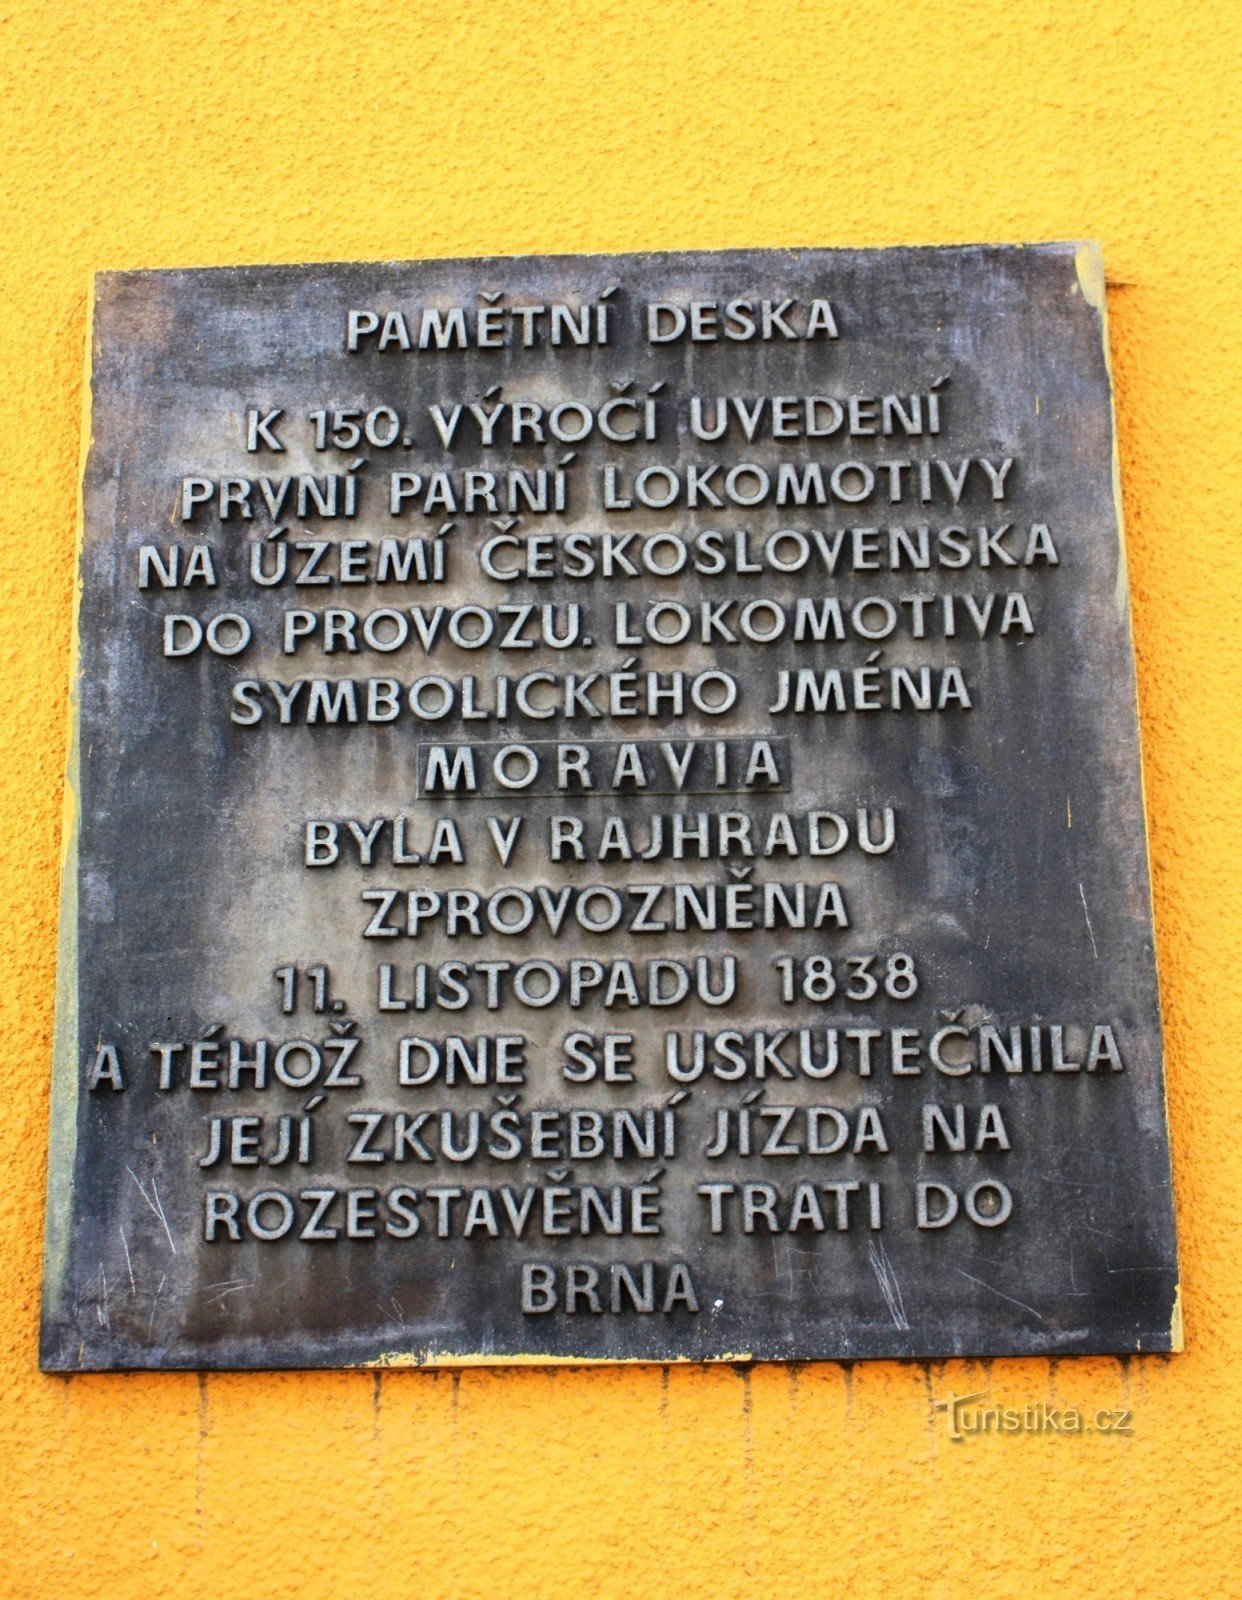 PAMĚTNÍ DESKA
K 150. VÝROČÍ UVEDENÍ
PRVNÍ PARNÍ LOKOMOTIVY
NA ÚZEMÍ ČESKOSLOVENSKA
DO PROVOZU. LOKOMOTIVA
SYMBOLICKÉHO JMÉNA
MORAVIA
BYLA V RAJHRADU
ZPROVOZNĚNA
11. LISTOPADU 1838
A TÉHOŽ DNE SE USKUTEČNILA
JEJÍ ZKUŠEBNÍ JÍZDA NA
ROZESTAVĚNÉ TRATI DO
BRNA
Turistika.cz